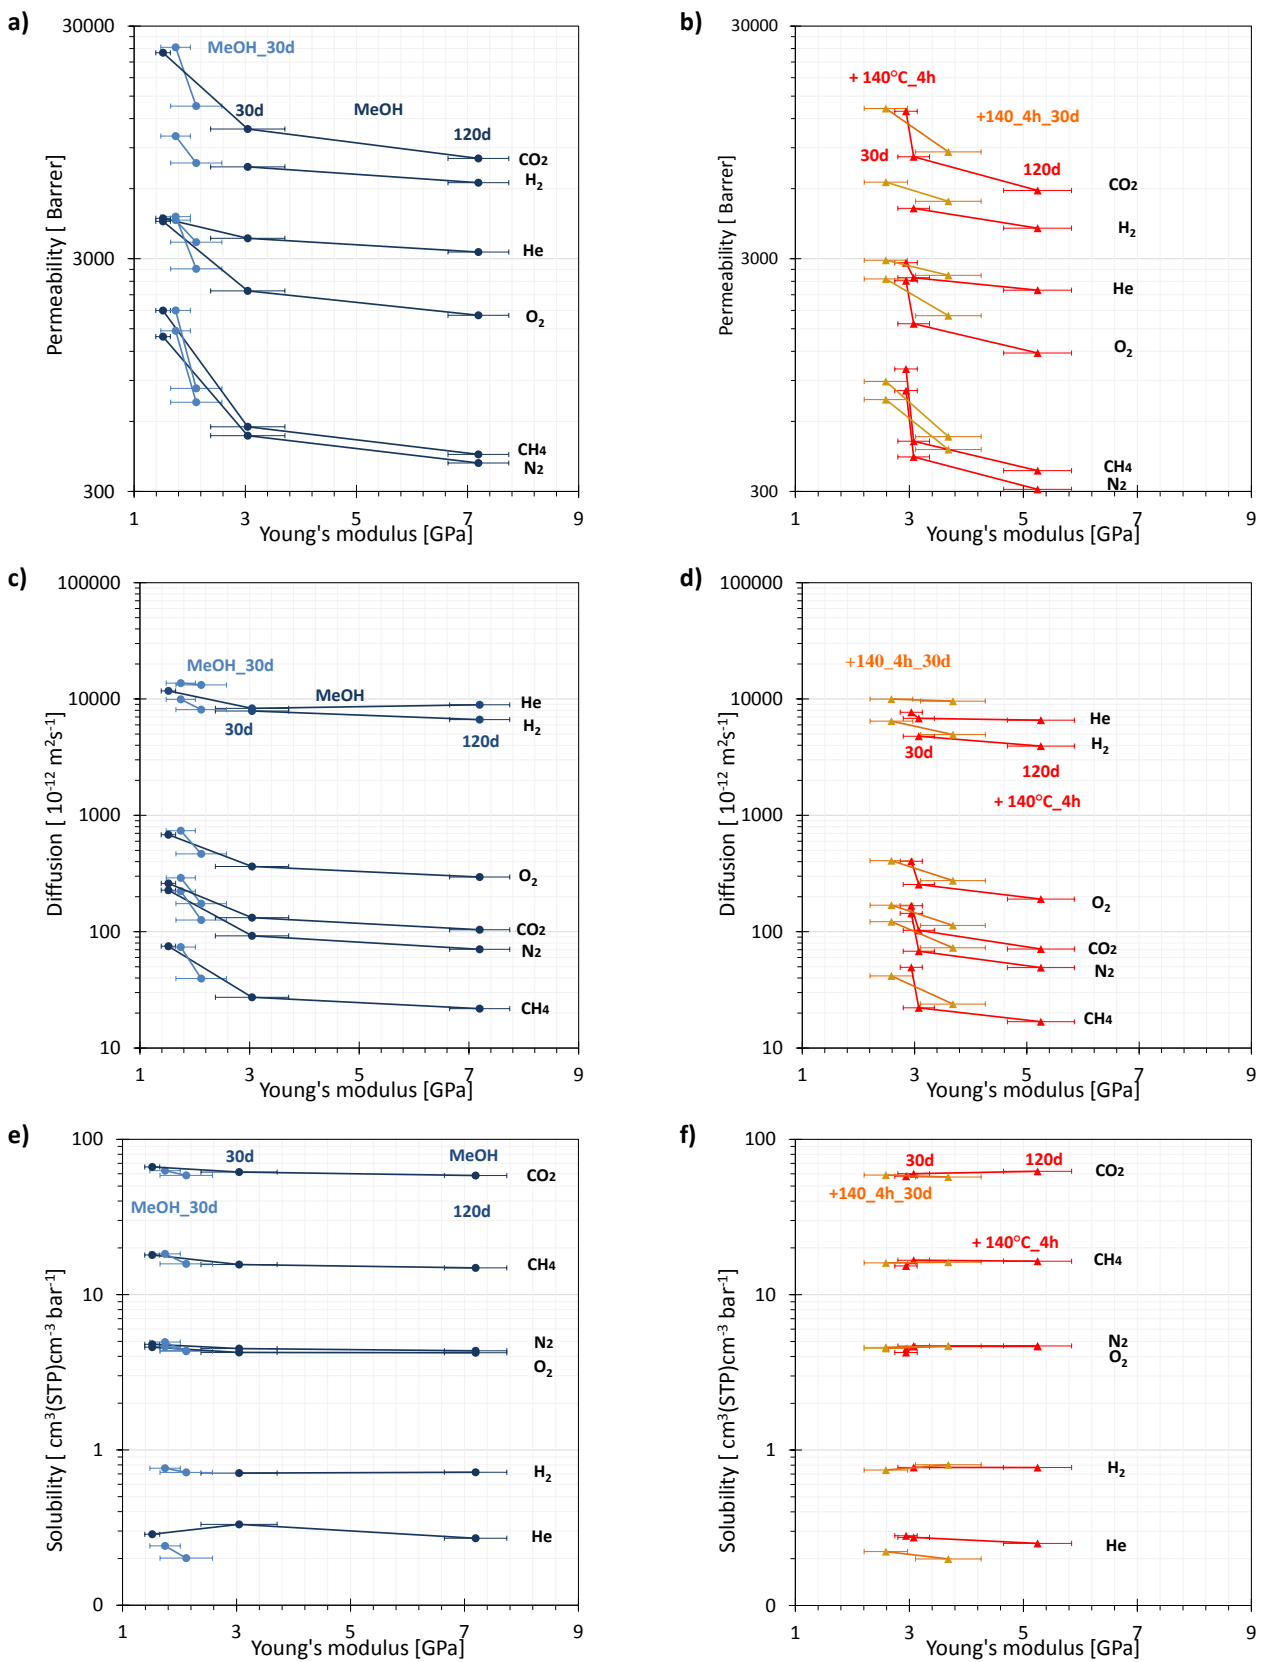 a)
30000
3000
300
Permeability [ Barrer]
MeOH_30d
30d
MeOH
120d
CO2
H2
He
O2
CH4
N2
1 3 5 7 9
Young's modulus [GPa]
b)
30000
3000
300
Permeability [ Barrer]
+ 140°C_4h
+140_4h_30d
30d
120d
CO2
H2
He
O2
CH4
N2
1 3 5 7 9
Young's modulus [GPa]
c)
100000
10000
1000
100
10
Diffusion [ 10-12 m2s-1]
MeOH_30d
MeOH
30d
120d
He
H2
O2
CO2
N2
CH4
1 3 5 7 9
Young's modulus [GPa]
d)
100000
10000
1000
100
10
Diffusion [ 10-12 m2s-1]
+140_4h_30d
30d
120d
+ 140°C_4h
He
H2
O2
CO2
N2
CH4
1 3 5 7 9
Young's modulus [GPa]
e)
100
10
1
0
Solubility [ cm3(STP)cm-3 bar-1]
30d
MeOH
MeOH_30d
120d
CO2
CH4
N2
O2
H2
He
1 3 5 7 9
Young's modulus [GPa]
f)
100
10
1
0
Solubility [ cm3(STP)cm-3 bar-1]
30d
120d
+140_4h_30d
+ 140°C_4h
CO2
CH4
N2
O2
H2
He
1 3 5 7 9
Young's modulus [GPa]